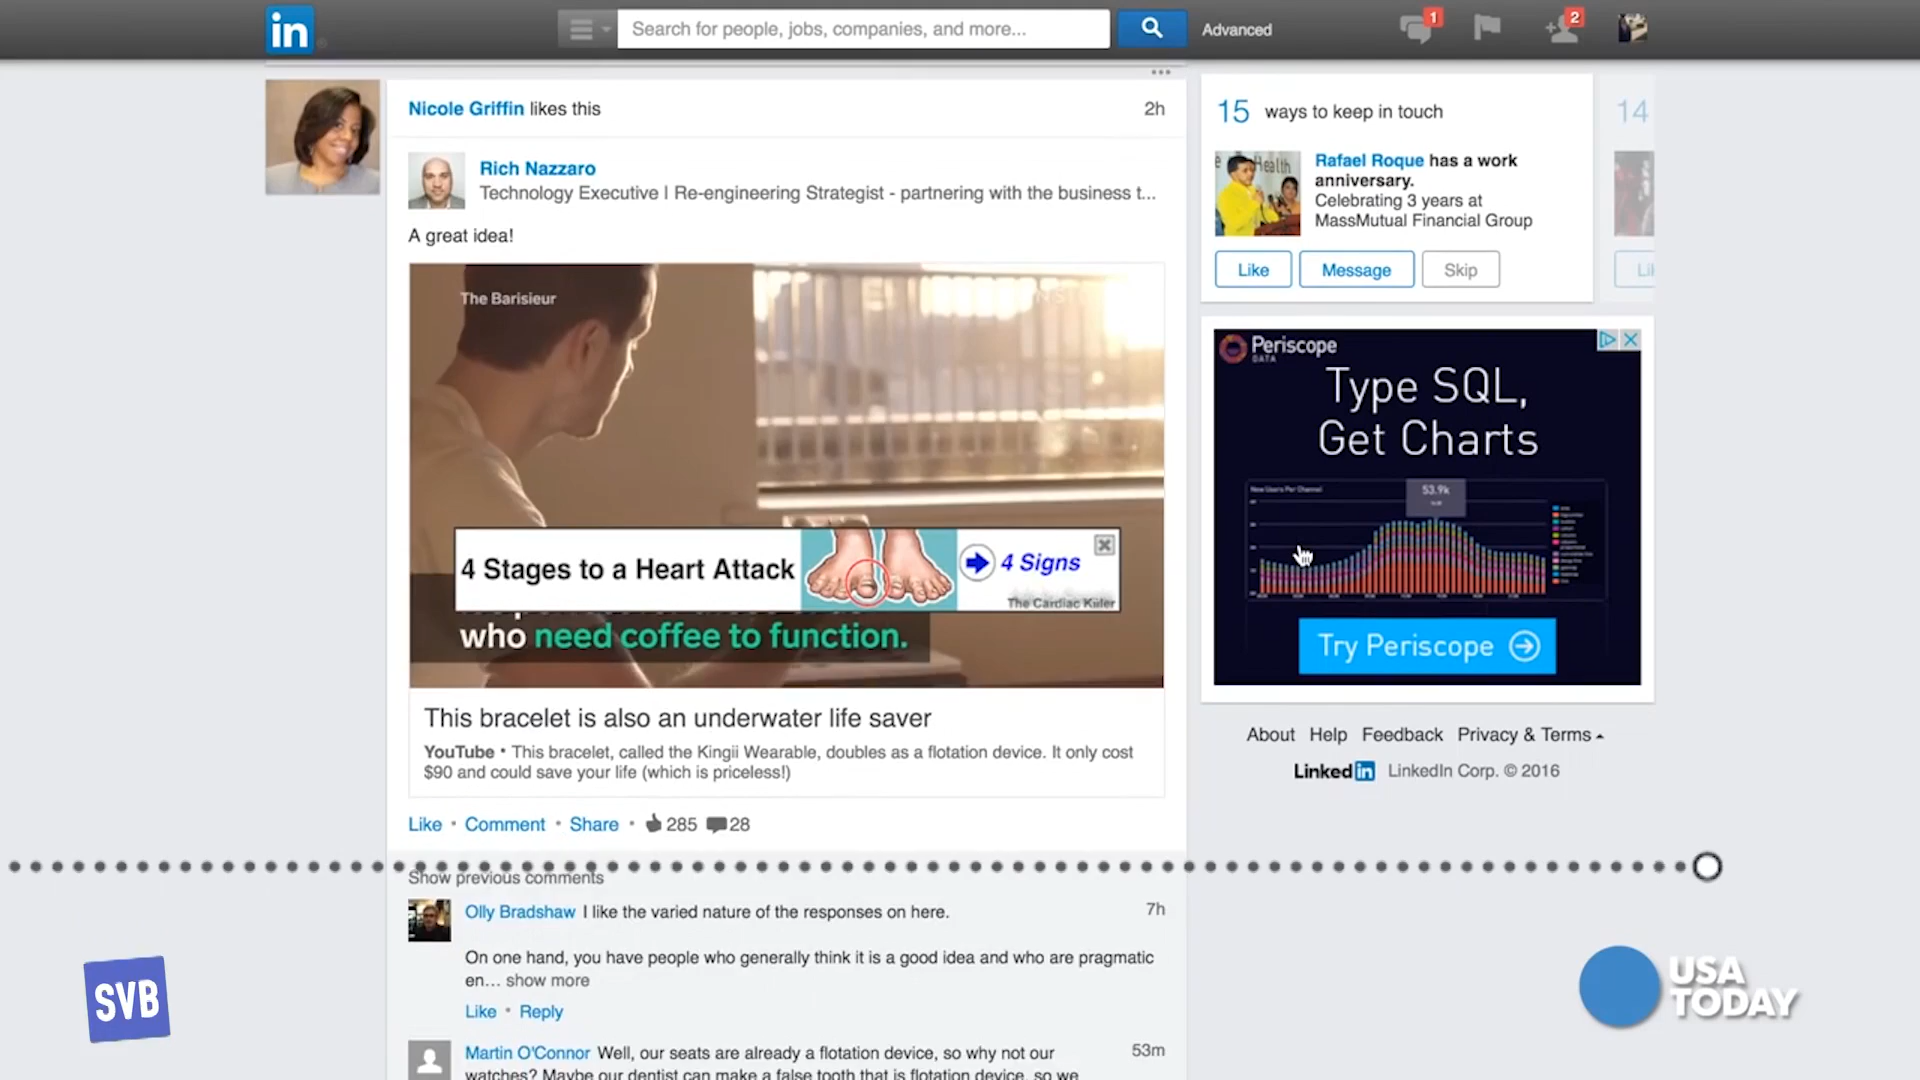 in
Search for people, jobs, companies, and more...
Advanced
1
2
Nicole Griffin likes this
2h
Rich Nazzaro
Technology Executive | Re-engineering Strategist - partnering with the business t...
A great idea!
The Barisieur
4 Stages to a Heart Attack
4 Signs
The Cardiac Killer
who need coffee to function.
This bracelet is also an underwater life saver
YouTube • This bracelet, called the Kingii Wearable, doubles as a flotation device. It only cost
$90 and could save your life (which is priceless!)
Like • Comment • Share • 285 28
Show previous comments
Olly Bradshaw I like the varied nature of the responses on here.
7h
On one hand, you have people who generally think it is a good idea and who are pragmatic
en... show more
Like • Reply
Martin O'Connor Well, our seats are already a flotation device, so why not our
53m
watches? Maybe our dentist can make a false tooth that is flotation device, so we
15 ways to keep in touch
14
Rafael Roque has a work
anniversary.
Celebrating 3 years at
MassMutual Financial Group
Like
Message
Skip
Periscope
DATA
Type SQL,
Get Charts
New Users Per Channel
53.9k
Try Periscope
About Help Feedback Privacy & Terms
Linked in LinkedIn Corp. © 2016
SVB
USA
TODAY